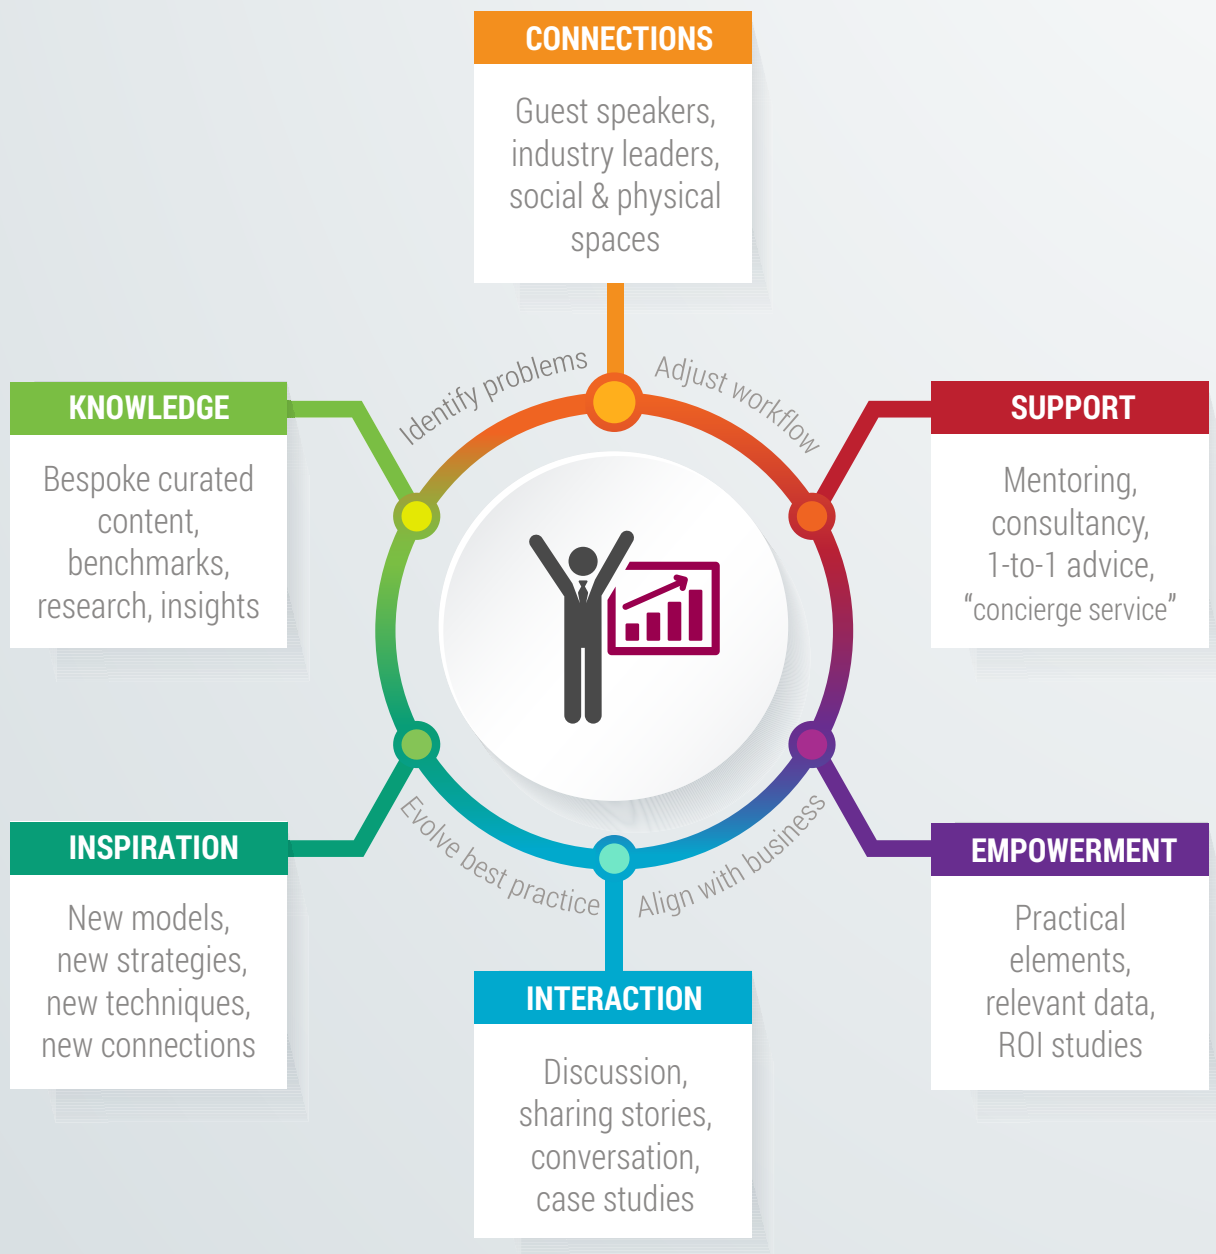 CONNECTIONS
Guest speakers,
industry leaders,
social & physical
spaces
Identify problems
Adjust workflow
KNOWLEDGE
Bespoke curated
content,
benchmarks,
research, insights
SUPPORT
Mentoring,
consultancy,
1-to-1 advice,
“concierge service”
INSPIRATION
New models,
new strategies,
new techniques,
new connections
Evolve best practice
Align with business
EMPOWERMENT
Practical
elements,
relevant data,
ROI studies
INTERACTION
Discussion,
sharing stories,
conversation,
case studies